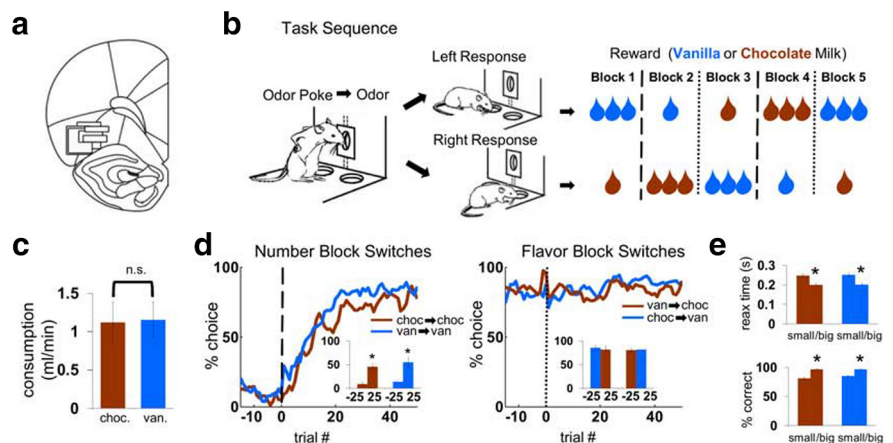 a
b
Task Sequence
Left Response
Odor Poke Odor
Right Response
Reward (Vanilla or Chocolate Milk)
Block 1 Block 2 Block 3 Block 4 Block 5
c
n.s.
consumption
(ml/min)
1.5
1
0.5
0
choc. van.
d
Number Block Switches
% choice
100
50
0
choc choc
van van
100
50
0
* *
-25 25 -25 25
-10 0 20 40
trial #
Flavor Block Switches
% choice
100
50
0
van choc
choc van
100
50
0
-25 25 -25 25
-10 0 20 40
trial #
e
reax time (s)
0.3
0.2
0.1
0
* *
small/big small/big
% correct
100
50
0
* *
small/big small/big